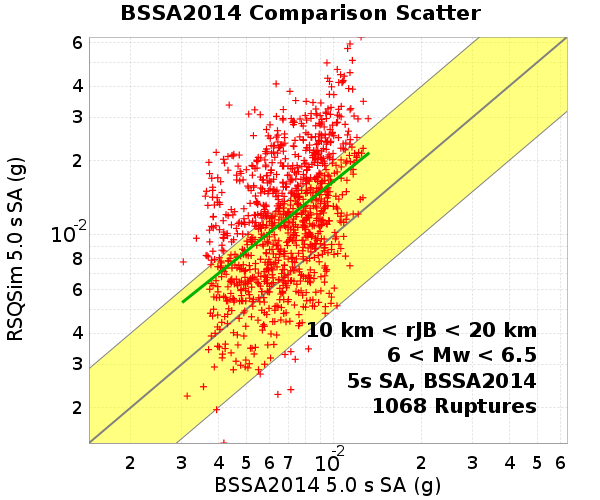 BSSA2014 Comparison Scatter
6
4
3
2
10-2
8
6
4
3
2
RSQSim 5.0 s SA (g)
10 km < rJB < 20 km
6 < Mw < 6.5
5s SA, BSSA2014
1068 Ruptures
2 3 4 5 6 7 10-2 2 3 4 5 6
BSSA2014 5.0 s SA (g)